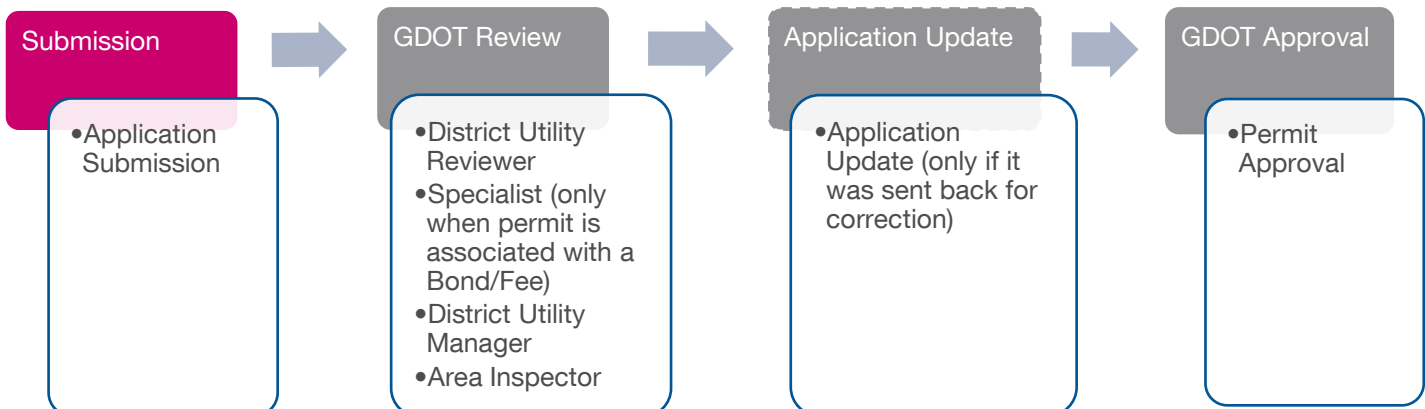 Submission
•Application
Submission
GDOT Review
•District Utility
Reviewer
•Specialist (only
when permit is
associated with a
Bond/Fee)
•District Utility
Manager
•Area Inspector
Application Update
•Application
Update (only if it
was sent back for
correction)
GDOT Approval
•Permit
Approval